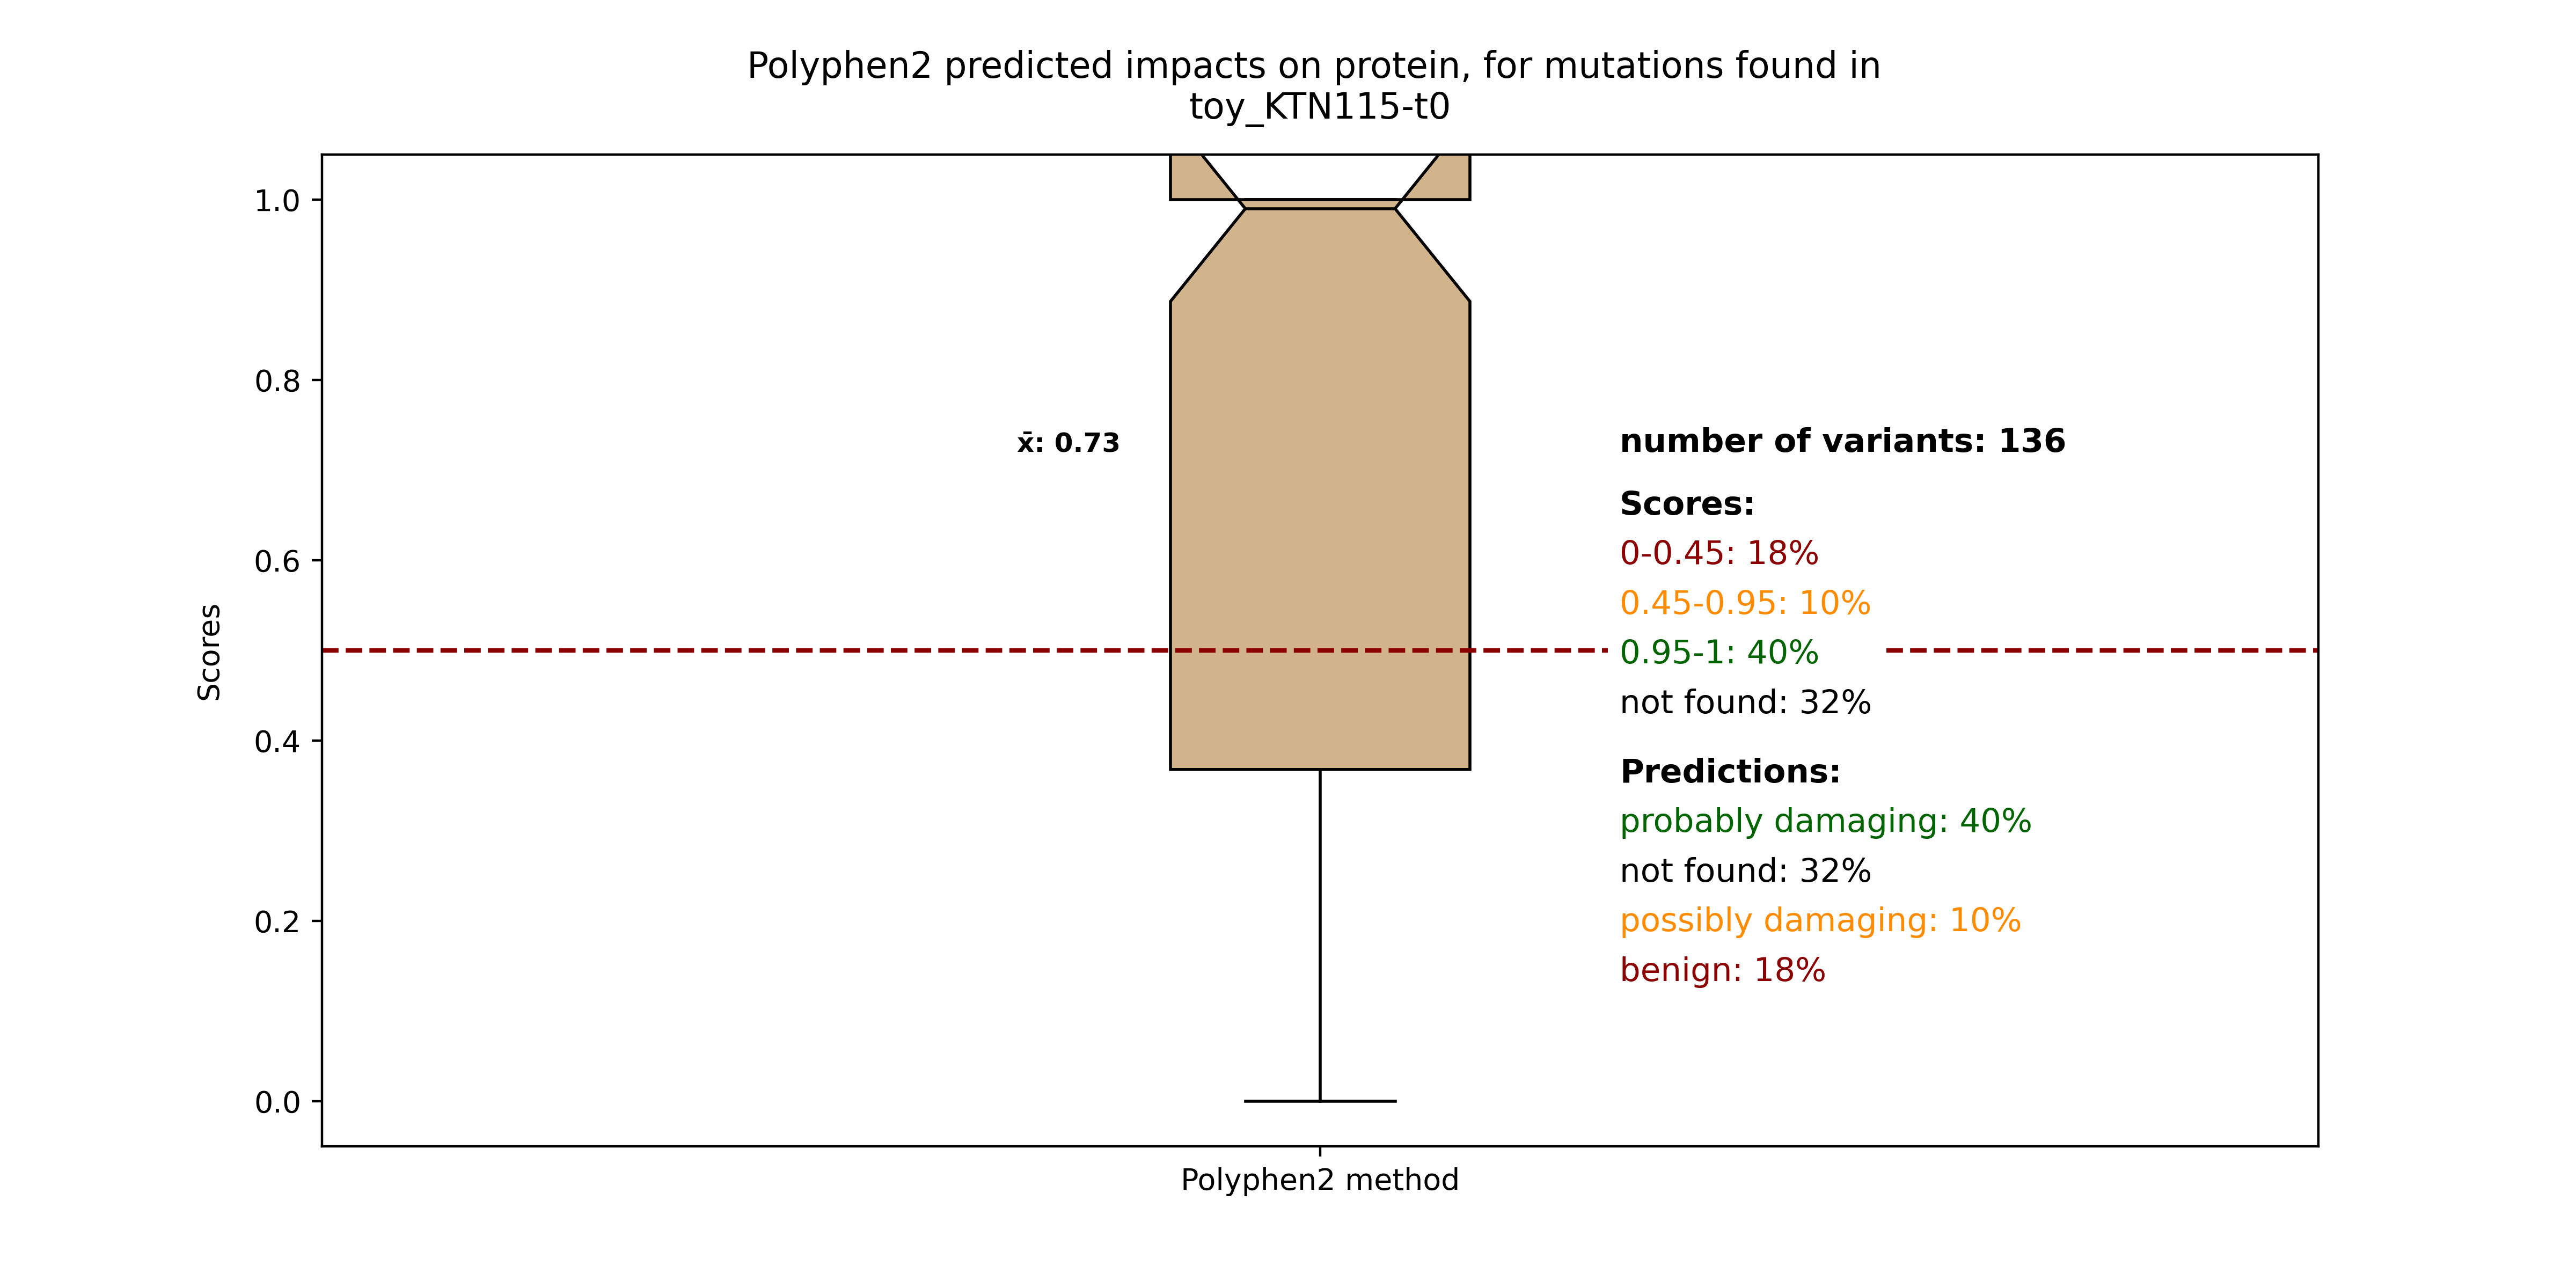 Polyphen2 predicted impacts on protein, for mutations found in
toy_KTN115-t0
1.0
0.8
0.6
0.4
0.2
0.0
Scores
x̄: 0.73
number of variants: 136
Scores:
0-0.45: 18%
0.45-0.95: 10%
0.95-1: 40%
not found: 32%
Predictions:
probably damaging: 40%
not found: 32%
possibly damaging: 10%
benign: 18%
Polyphen2 method